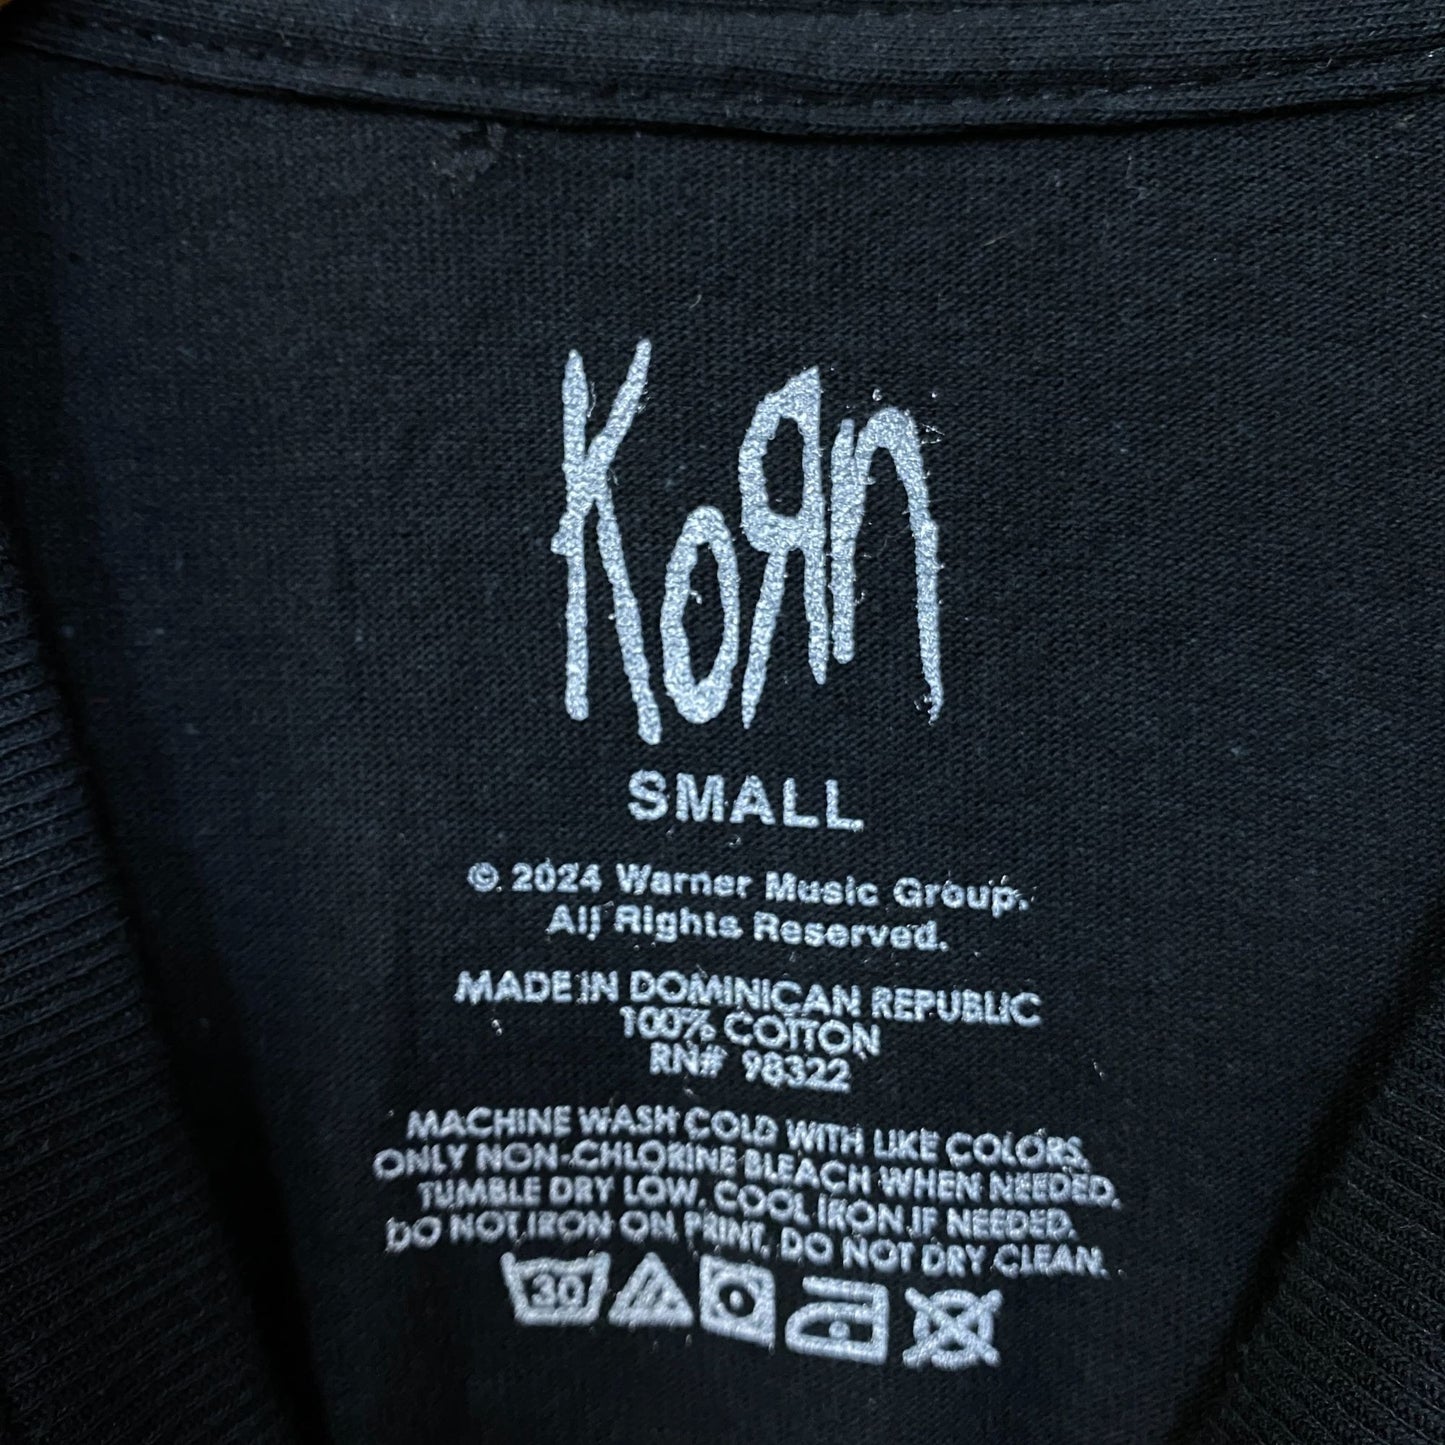 KoЯn
SMALL
© 2024 Warner Music Group.
All Rights Reserved.
MADE IN DOMINICAN REPUBLIC
100% COTTON
RN# 98322
MACHINE WASH COLD WITH LIKE COLORS.
ONLY NON-CHLORINE BLEACH WHEN NEEDED.
TUMBLE DRY LOW. COOL IRON IF NEEDED.
DO NOT IRON ON PRINT. DO NOT DRY CLEAN.
30